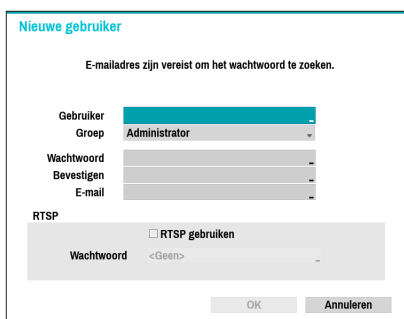 Nieuwe gebruiker
E-mailadres zijn vereist om het wachtwoord te zoeken.
Gebruiker
Groep Administrator
Wachtwoord
Bevestigen
E-mail
RTSP
RTSP gebruiken
Wachtwoord <Geen>
OK Annuleren